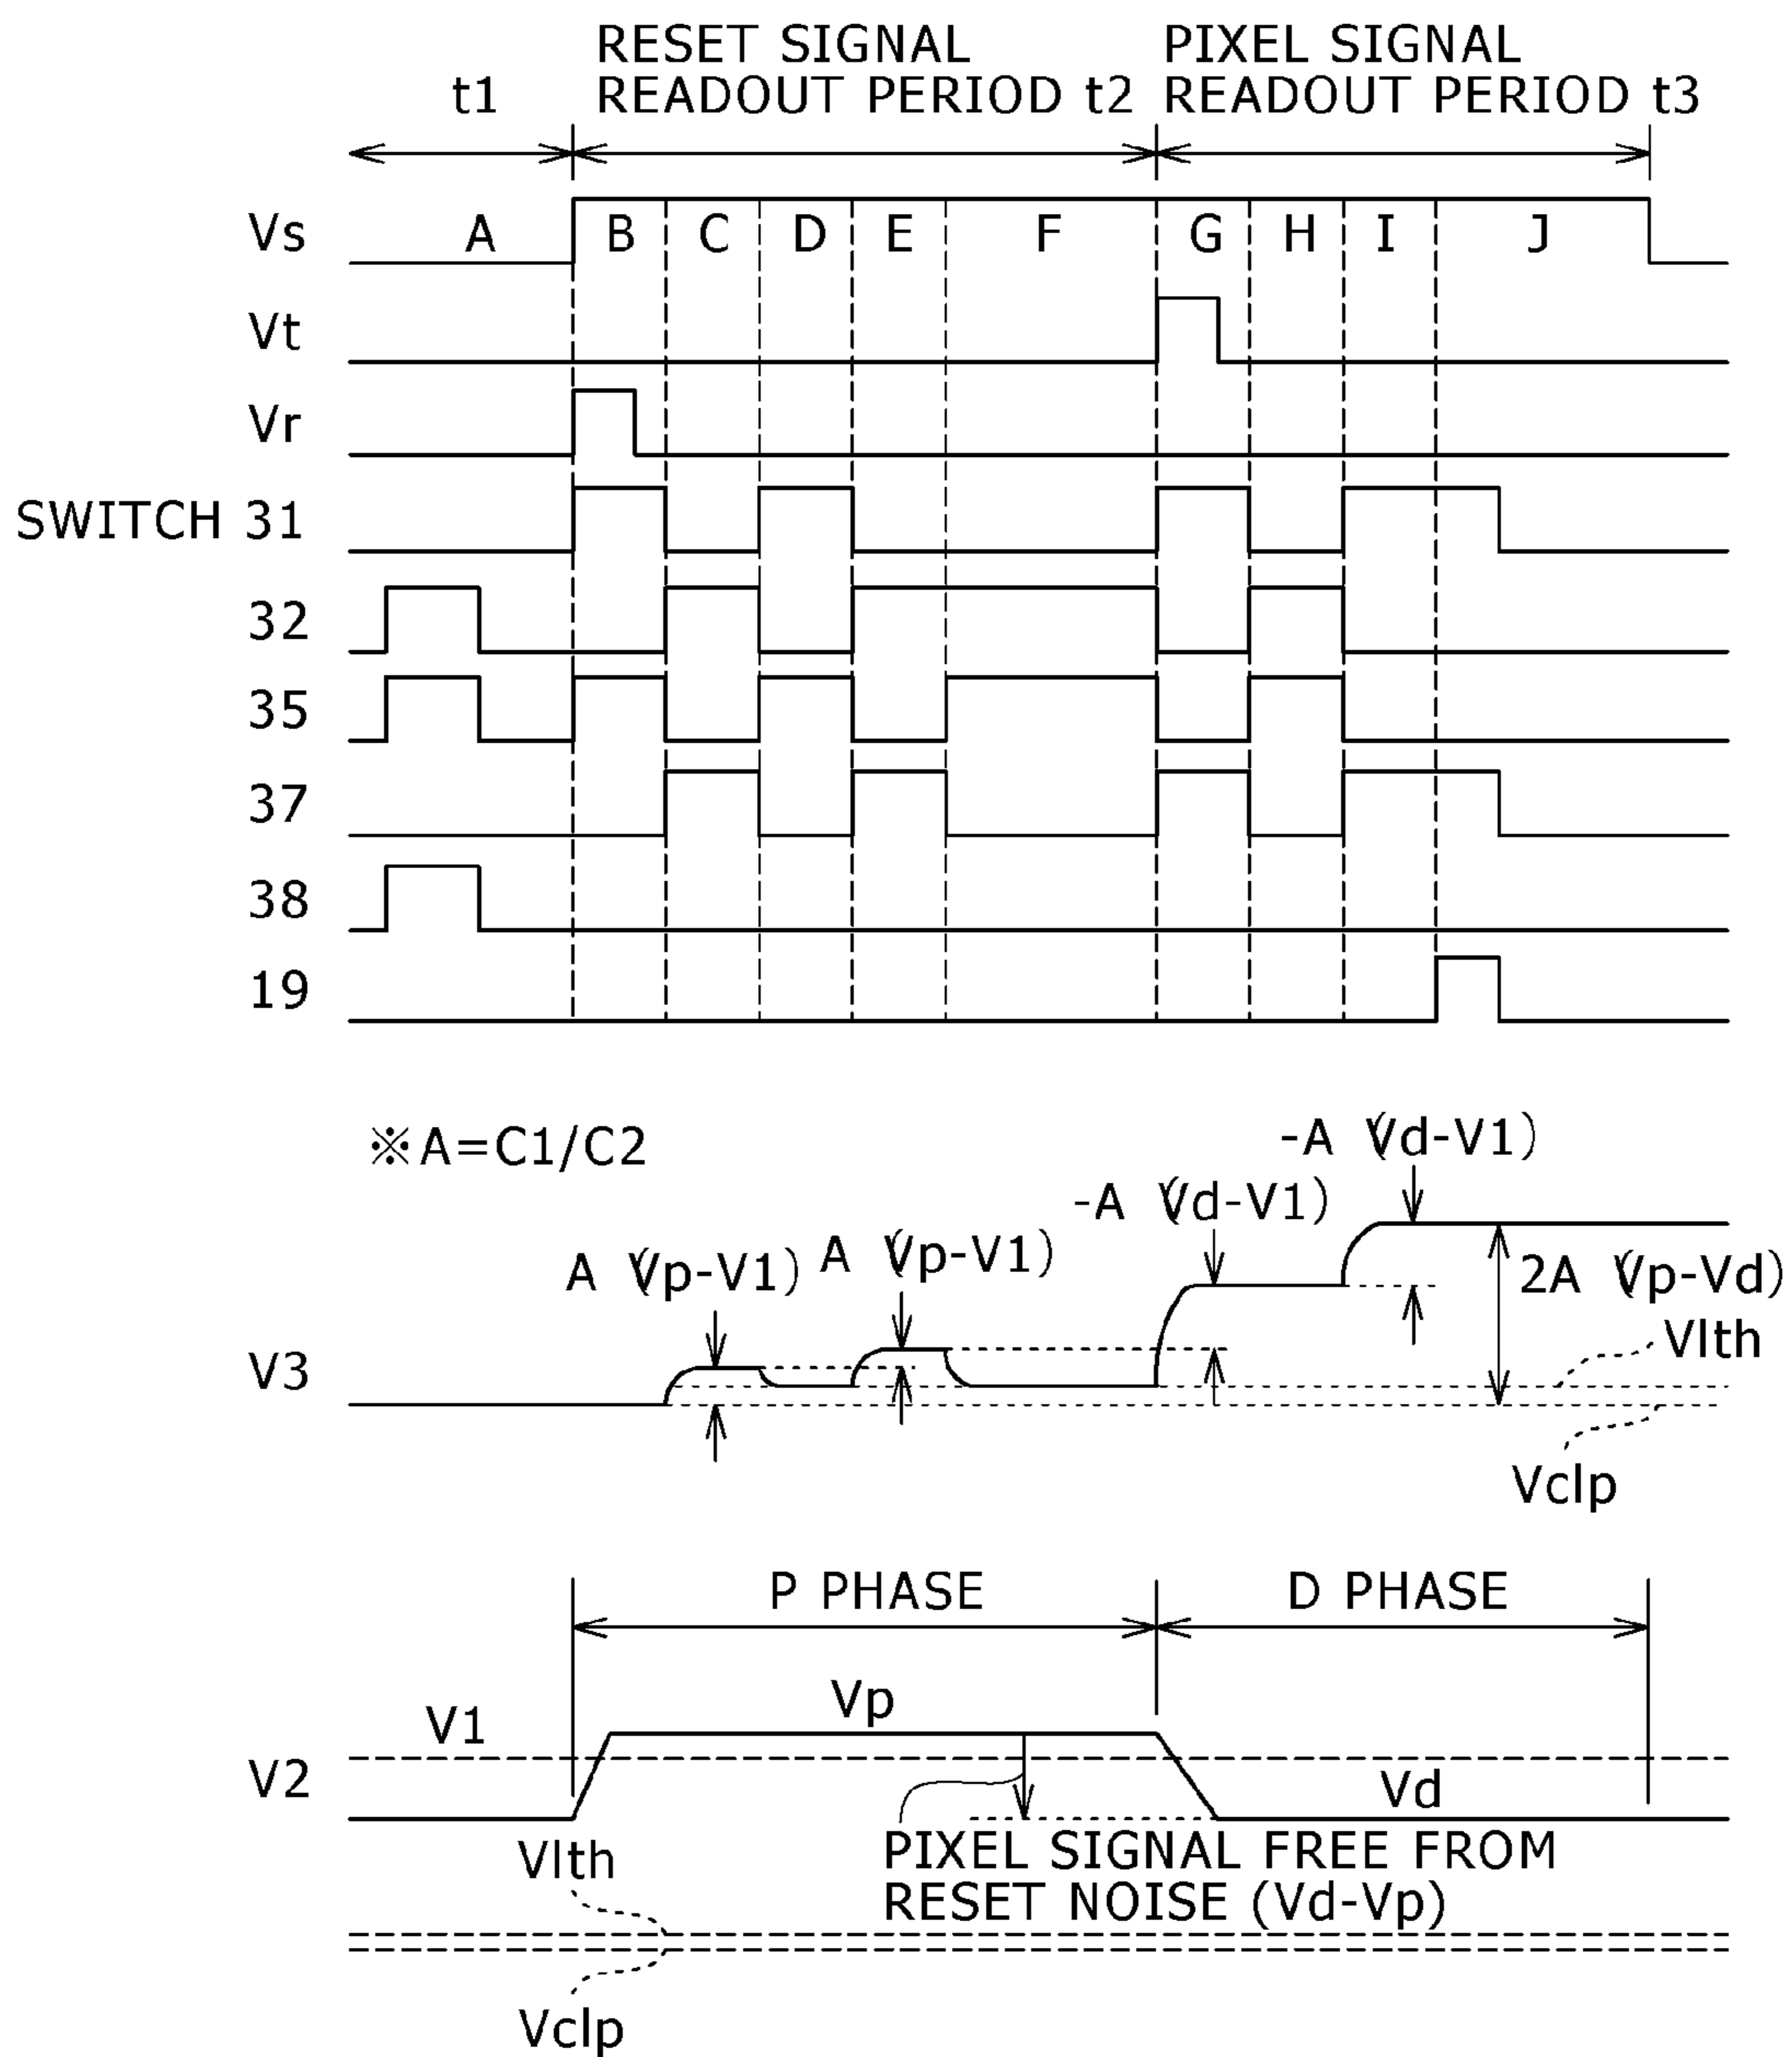 RESET SIGNAL
READOUT PERIOD t2
PIXEL SIGNAL
READOUT PERIOD t3
t1
Vs
A B C D E F G H I J
Vt
Vr
SWITCH 31
32
35
37
38
19
※A=C1/C2
A (Vp-V1)
A (Vp-V1)
-A (Vd-V1)
-A (Vd-V1)
2A (Vp-Vd)
VIth
V3
Vclp
P PHASE
D PHASE
Vp
V1
V2
Vd
PIXEL SIGNAL FREE FROM
RESET NOISE (Vd-Vp)
VIth
Vclp